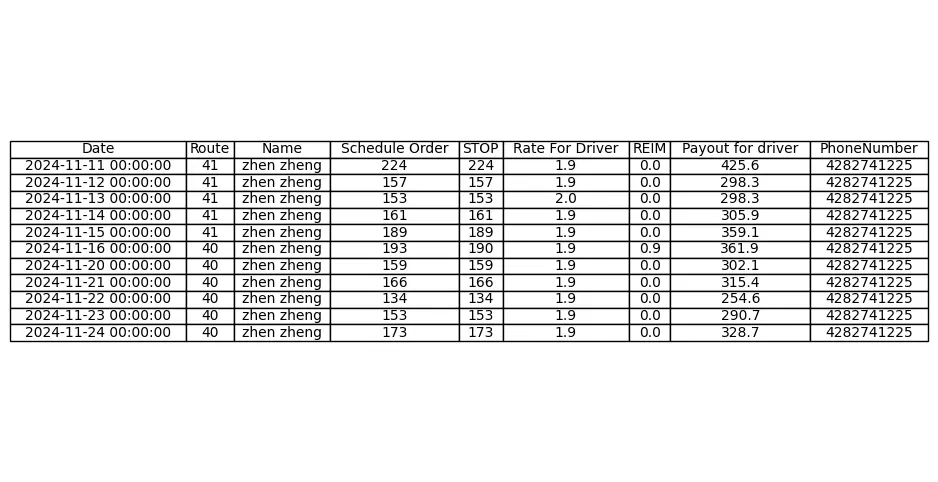 Date Route Name Schedule Order STOP Rate For Driver REIM Payout for driver PhoneNumber
2024-11-11 00:00:00 41 zhen zheng 224 224 1.9 0.0 425.6 4282741225
2024-11-12 00:00:00 41 zhen zheng 157 157 1.9 0.0 298.3 4282741225
2024-11-13 00:00:00 41 zhen zheng 153 153 2.0 0.0 298.3 4282741225
2024-11-14 00:00:00 41 zhen zheng 161 161 1.9 0.0 305.9 4282741225
2024-11-15 00:00:00 41 zhen zheng 189 189 1.9 0.0 359.1 4282741225
2024-11-16 00:00:00 40 zhen zheng 193 190 1.9 0.9 361.9 4282741225
2024-11-20 00:00:00 40 zhen zheng 159 159 1.9 0.0 302.1 4282741225
2024-11-21 00:00:00 40 zhen zheng 166 166 1.9 0.0 315.4 4282741225
2024-11-22 00:00:00 40 zhen zheng 134 134 1.9 0.0 254.6 4282741225
2024-11-23 00:00:00 40 zhen zheng 153 153 1.9 0.0 290.7 4282741225
2024-11-24 00:00:00 40 zhen zheng 173 173 1.9 0.0 328.7 4282741225